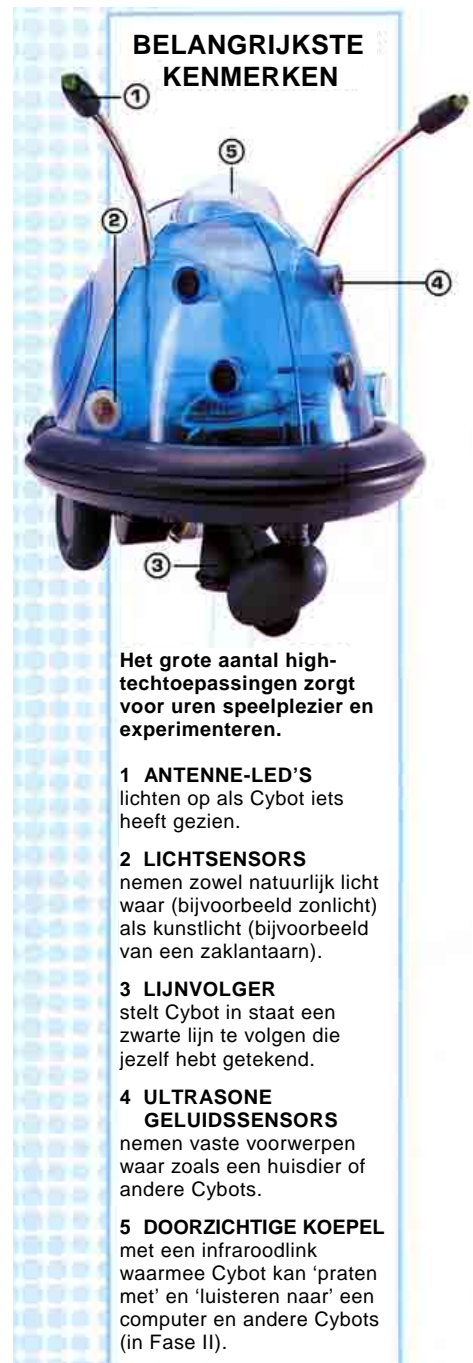 BELANGRIJKSTE
KENMERKEN
1
5
2
4
3
Het grote aantal high-
techtoepassingen zorgt
voor uren speelplezier en
experimenteren.
1 ANTENNE-LED'S
lichten op als Cybot iets
heeft gezien.
2 LICHTSENSORS
nemen zowel natuurlijk licht
waar (bijvoorbeeld zonlicht)
als kunstlicht (bijvoorbeeld
van een zaklantaarn).
3 LIJNVOLGER
stelt Cybot in staat een
zwarte lijn te volgen die
jezelf hebt getekend.
4 ULTRASONE
GELUIDSSENSORS
nemen vaste voorwerpen
waar zoals een huisdier of
andere Cybots.
5 DOORZICHTIGE KOEPEL
met een infraroodlink
waarmee Cybot kan 'praten
met' en 'luisteren naar' een
computer en andere Cybots
(in Fase II).